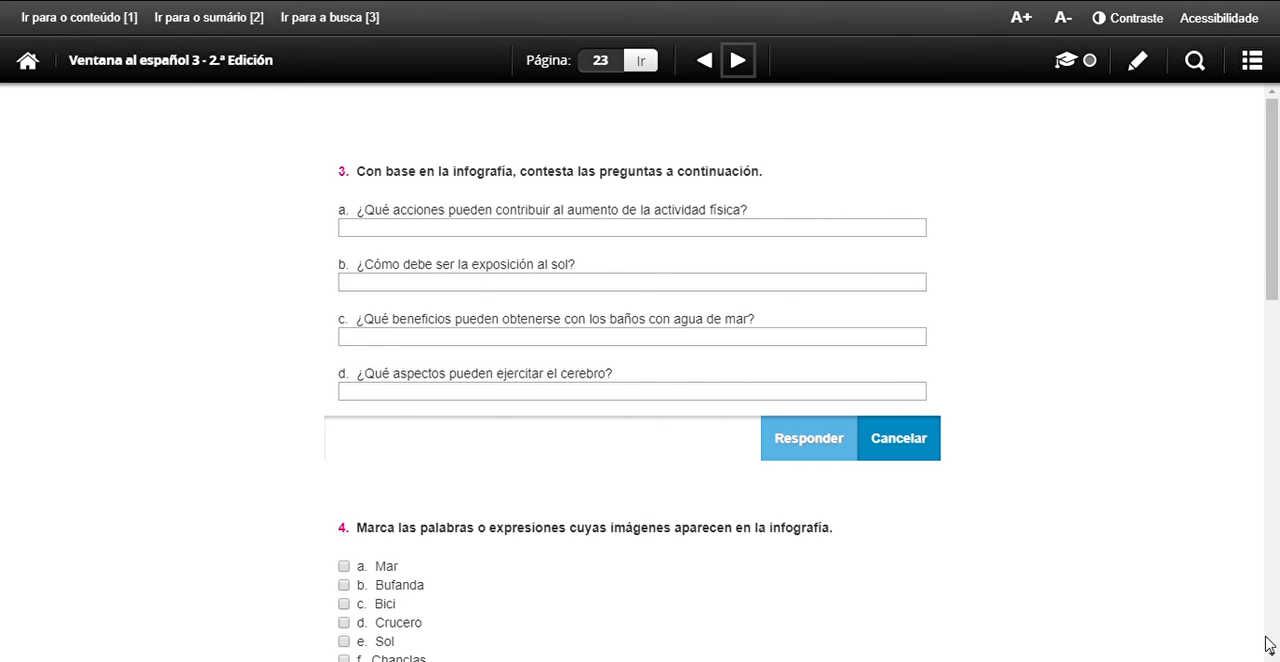 Ir para o conteúdo [1] Ir para o sumário [2] Ir para a busca [3] A+ A- Contraste Acessibilidade
Ventana al español 3 - 2.ª Edición Página: 23 Ir
3. Con base en la infografía, contesta las preguntas a continuación.
a. ¿Qué acciones pueden contribuir al aumento de la actividad física?
b. ¿Cómo debe ser la exposición al sol?
c. ¿Qué beneficios pueden obtenerse con los baños con agua de mar?
d. ¿Qué aspectos pueden ejercitar el cerebro?
Responder Cancelar
4. Marca las palabras o expresiones cuyas imágenes aparecen en la infografía.
a. Mar
b. Bufanda
c. Bici
d. Crucero
e. Sol
f. Chanclas